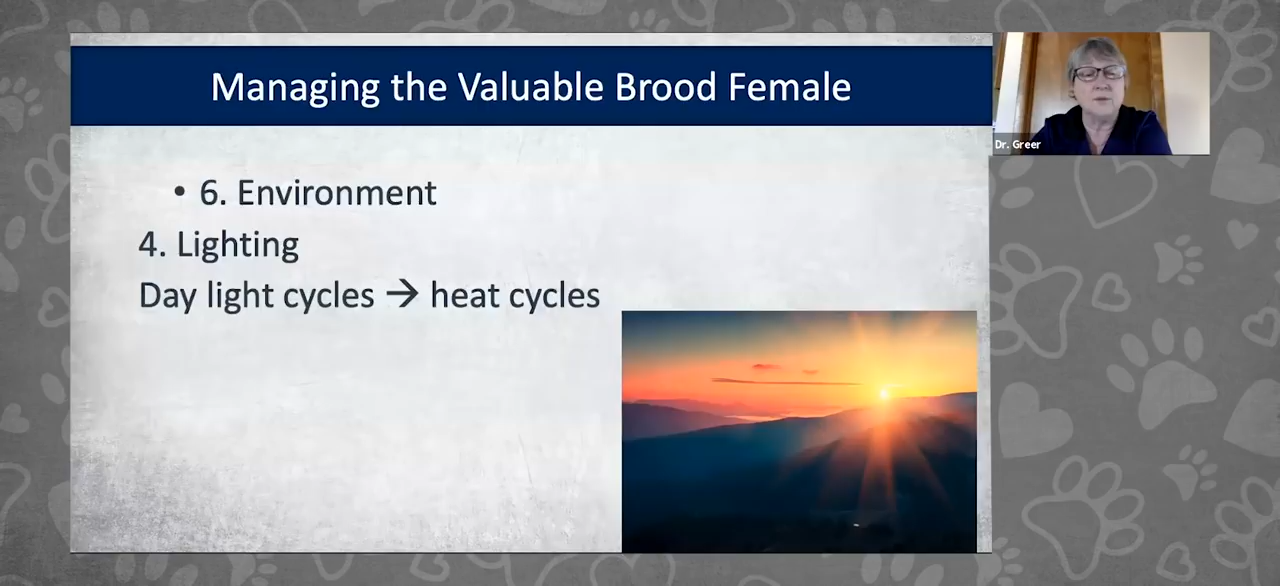 Managing the Valuable Brood Female
• 6. Environment
4. Lighting
Day light cycles → heat cycles
Dr. Greer